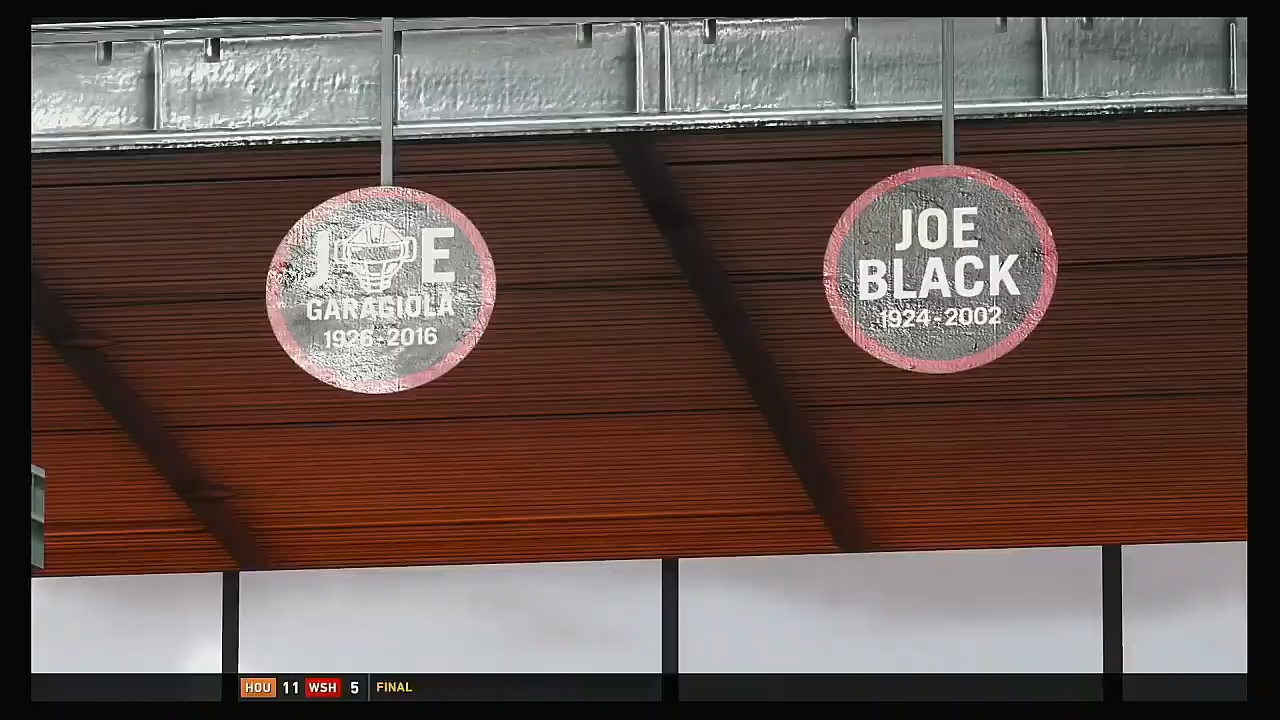 JOE
GARAGIOLA
1926-2016
JOE
BLACK
1924-2002
HOU 11 WSH 5 FINAL